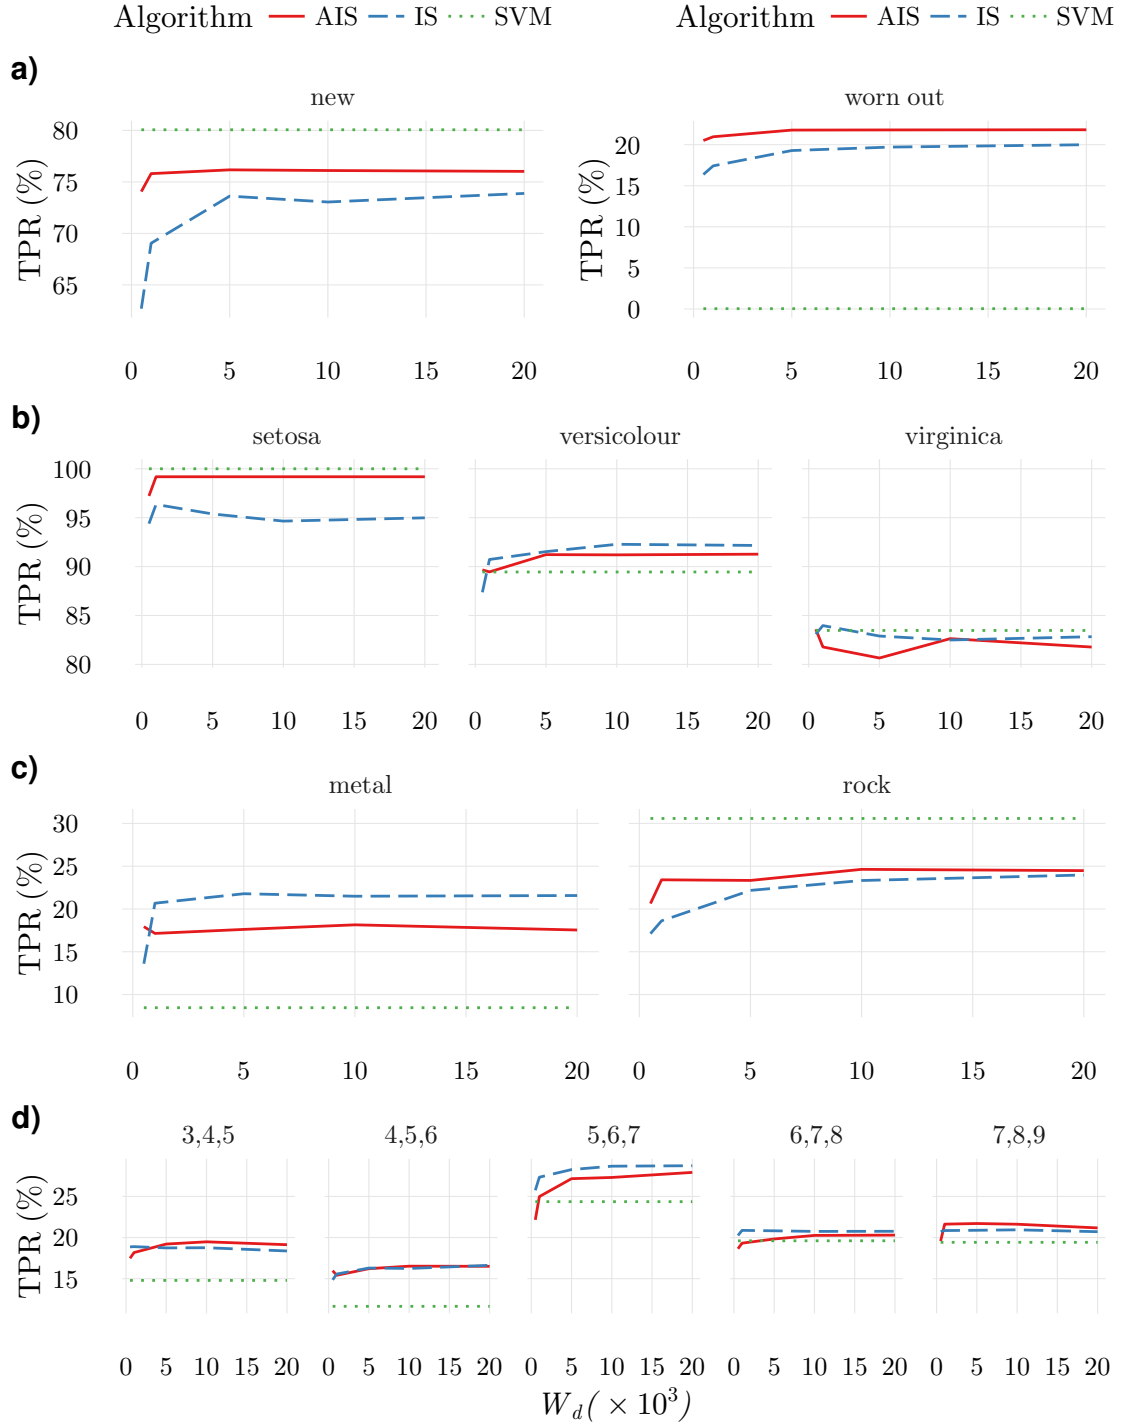 Algorithm AIS IS SVM Algorithm AIS IS SVM
a)
new worn out
TPR (%)
80
75
70
65
0 5 10 15 20
TPR (%)
20
15
10
5
0
0 5 10 15 20
b)
setosa versicolour virginica
TPR (%)
100
95
90
85
80
0 5 10 15 20 0 5 10 15 20 0 5 10 15 20
c)
metal rock
TPR (%)
30
25
20
15
10
0 5 10 15 20 0 5 10 15 20
d)
3,4,5 4,5,6 5,6,7 6,7,8 7,8,9
TPR (%)
25
20
15
0 5 10 15 20 0 5 10 15 20 0 5 10 15 20 0 5 10 15 20 0 5 10 15 20
W_d( × 10³)